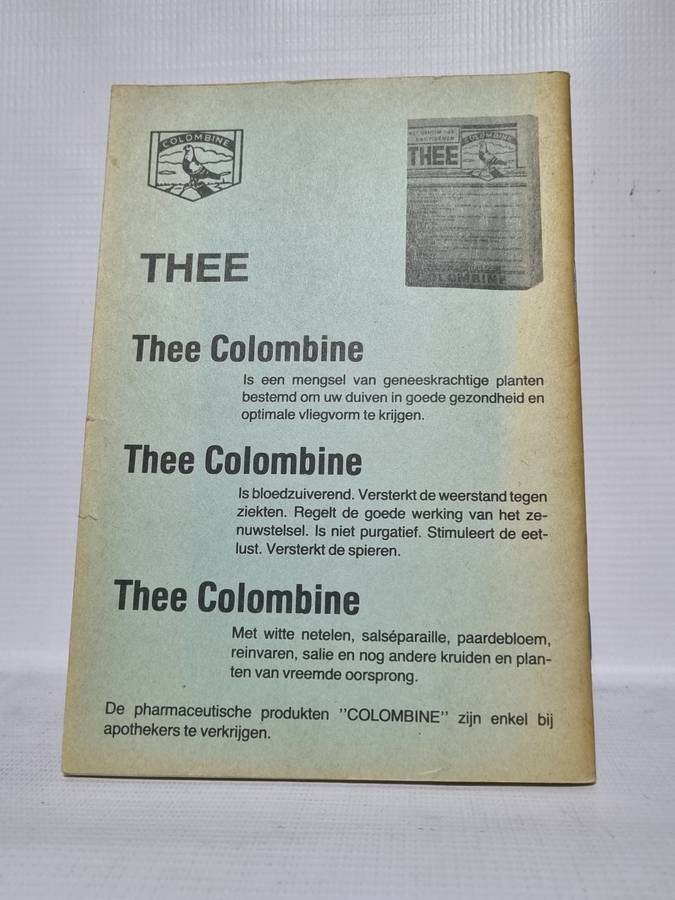 COLOMBINE
THEE
COLOMBINE
THEE
COLOMBINE
Thee Colombine
Is een mengsel van geneeskrachtige planten
bestemd om uw duiven in goede gezondheid en
optimale vliegvorm te krijgen.
Thee Colombine
Is bloedzuiverend. Versterkt de weerstand tegen
ziekten. Regelt de goede werking van het ze-
nuwstelsel. Is niet purgatief. Stimuleert de eet-
lust. Versterkt de spieren.
Thee Colombine
Met witte netelen, salséparaille, paardebloem,
reinvaren, salie en nog andere kruiden en plan-
ten van vreemde oorsprong.
De pharmaceutische produkten ”COLOMBINE” zijn enkel bij
apothekers te verkrijgen.